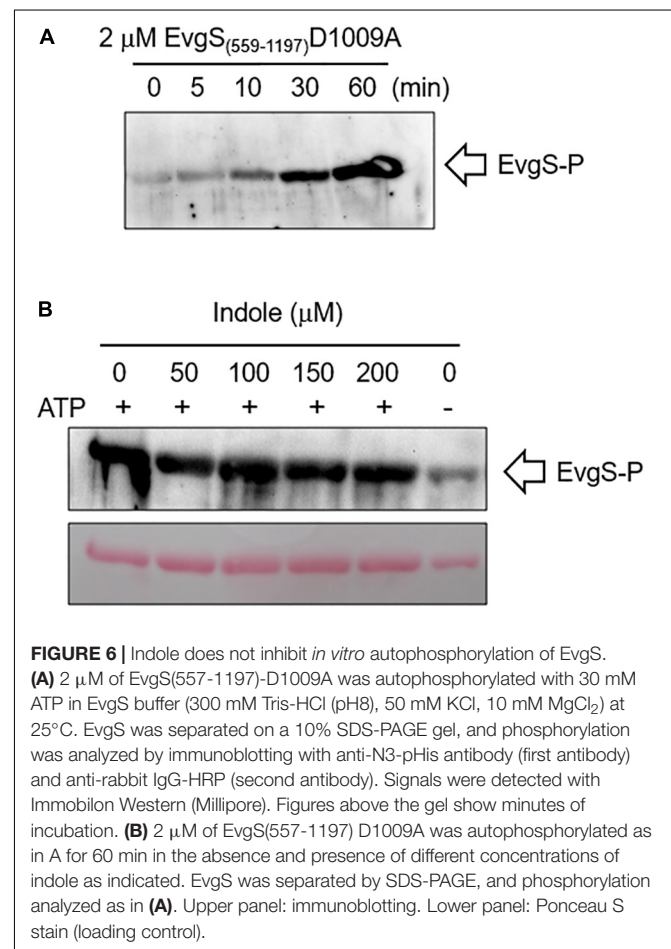 A
2 μM EvgS(559-1197)D1009A
0 5 10 30 60 (min)
EvgS-P
B
Indole (μM)
0 50 100 150 200 0
ATP + + + + + -
EvgS-P
FIGURE 6 | Indole does not inhibit in vitro autophosphorylation of EvgS.
(A) 2 μM of EvgS(557-1197)-D1009A was autophosphorylated with 30 mM
ATP in EvgS buffer (300 mM Tris-HCl (pH8), 50 mM KCl, 10 mM MgCl₂) at
25°C. EvgS was separated on a 10% SDS-PAGE gel, and phosphorylation
was analyzed by immunoblotting with anti-N3-pHis antibody (first antibody)
and anti-rabbit IgG-HRP (second antibody). Signals were detected with
Immobilon Western (Millipore). Figures above the gel show minutes of
incubation. (B) 2 μM of EvgS(557-1197) D1009A was autophosphorylated as
in A for 60 min in the absence and presence of different concentrations of
indole as indicated. EvgS was separated by SDS-PAGE, and phosphorylation
analyzed as in (A). Upper panel: immunoblotting. Lower panel: Ponceau S
stain (loading control).